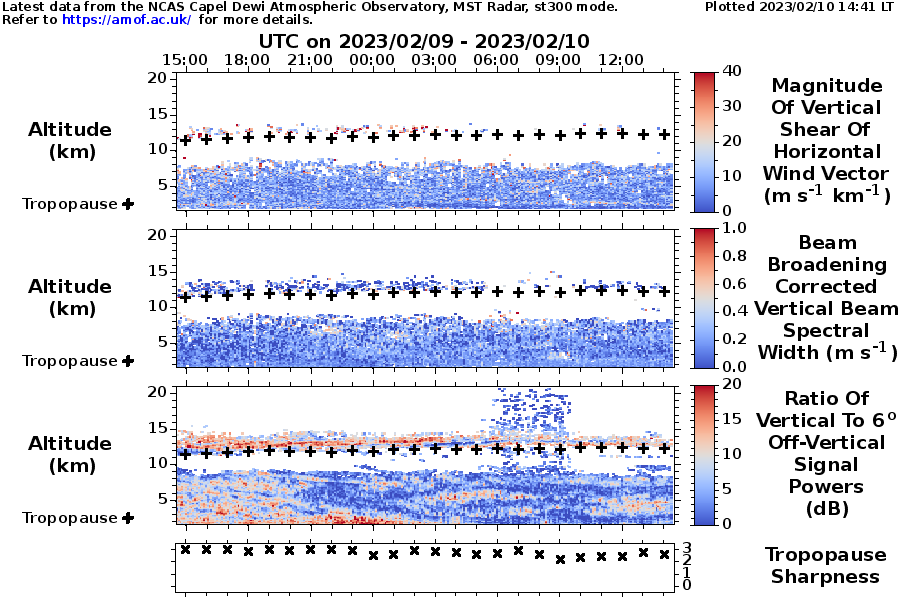 Latest data from the NCAS Capel Dewi Atmospheric Observatory, MST Radar, st300 mode.
Plotted 2023/02/10 14:41 LT
Refer to https://amof.ac.uk/ for more details.
UTC on 2023/02/09 - 2023/02/10
15:00 18:00 21:00 00:00 03:00 06:00 09:00 12:00
20
15
10
5
Altitude
(km)
Tropopause +
40
30
20
10
0
Magnitude
Of Vertical
Shear Of
Horizontal
Wind Vector
(m s⁻¹ km⁻¹)
20
15
10
5
Altitude
(km)
Tropopause +
1.0
0.8
0.6
0.4
0.2
0.0
Beam
Broadening
Corrected
Vertical Beam
Spectral
Width (m s⁻¹)
20
15
10
5
Altitude
(km)
Tropopause +
20
15
10
5
0
Ratio Of
Vertical To 6°
Off-Vertical
Signal
Powers
(dB)
3
2
1
0
Tropopause
Sharpness